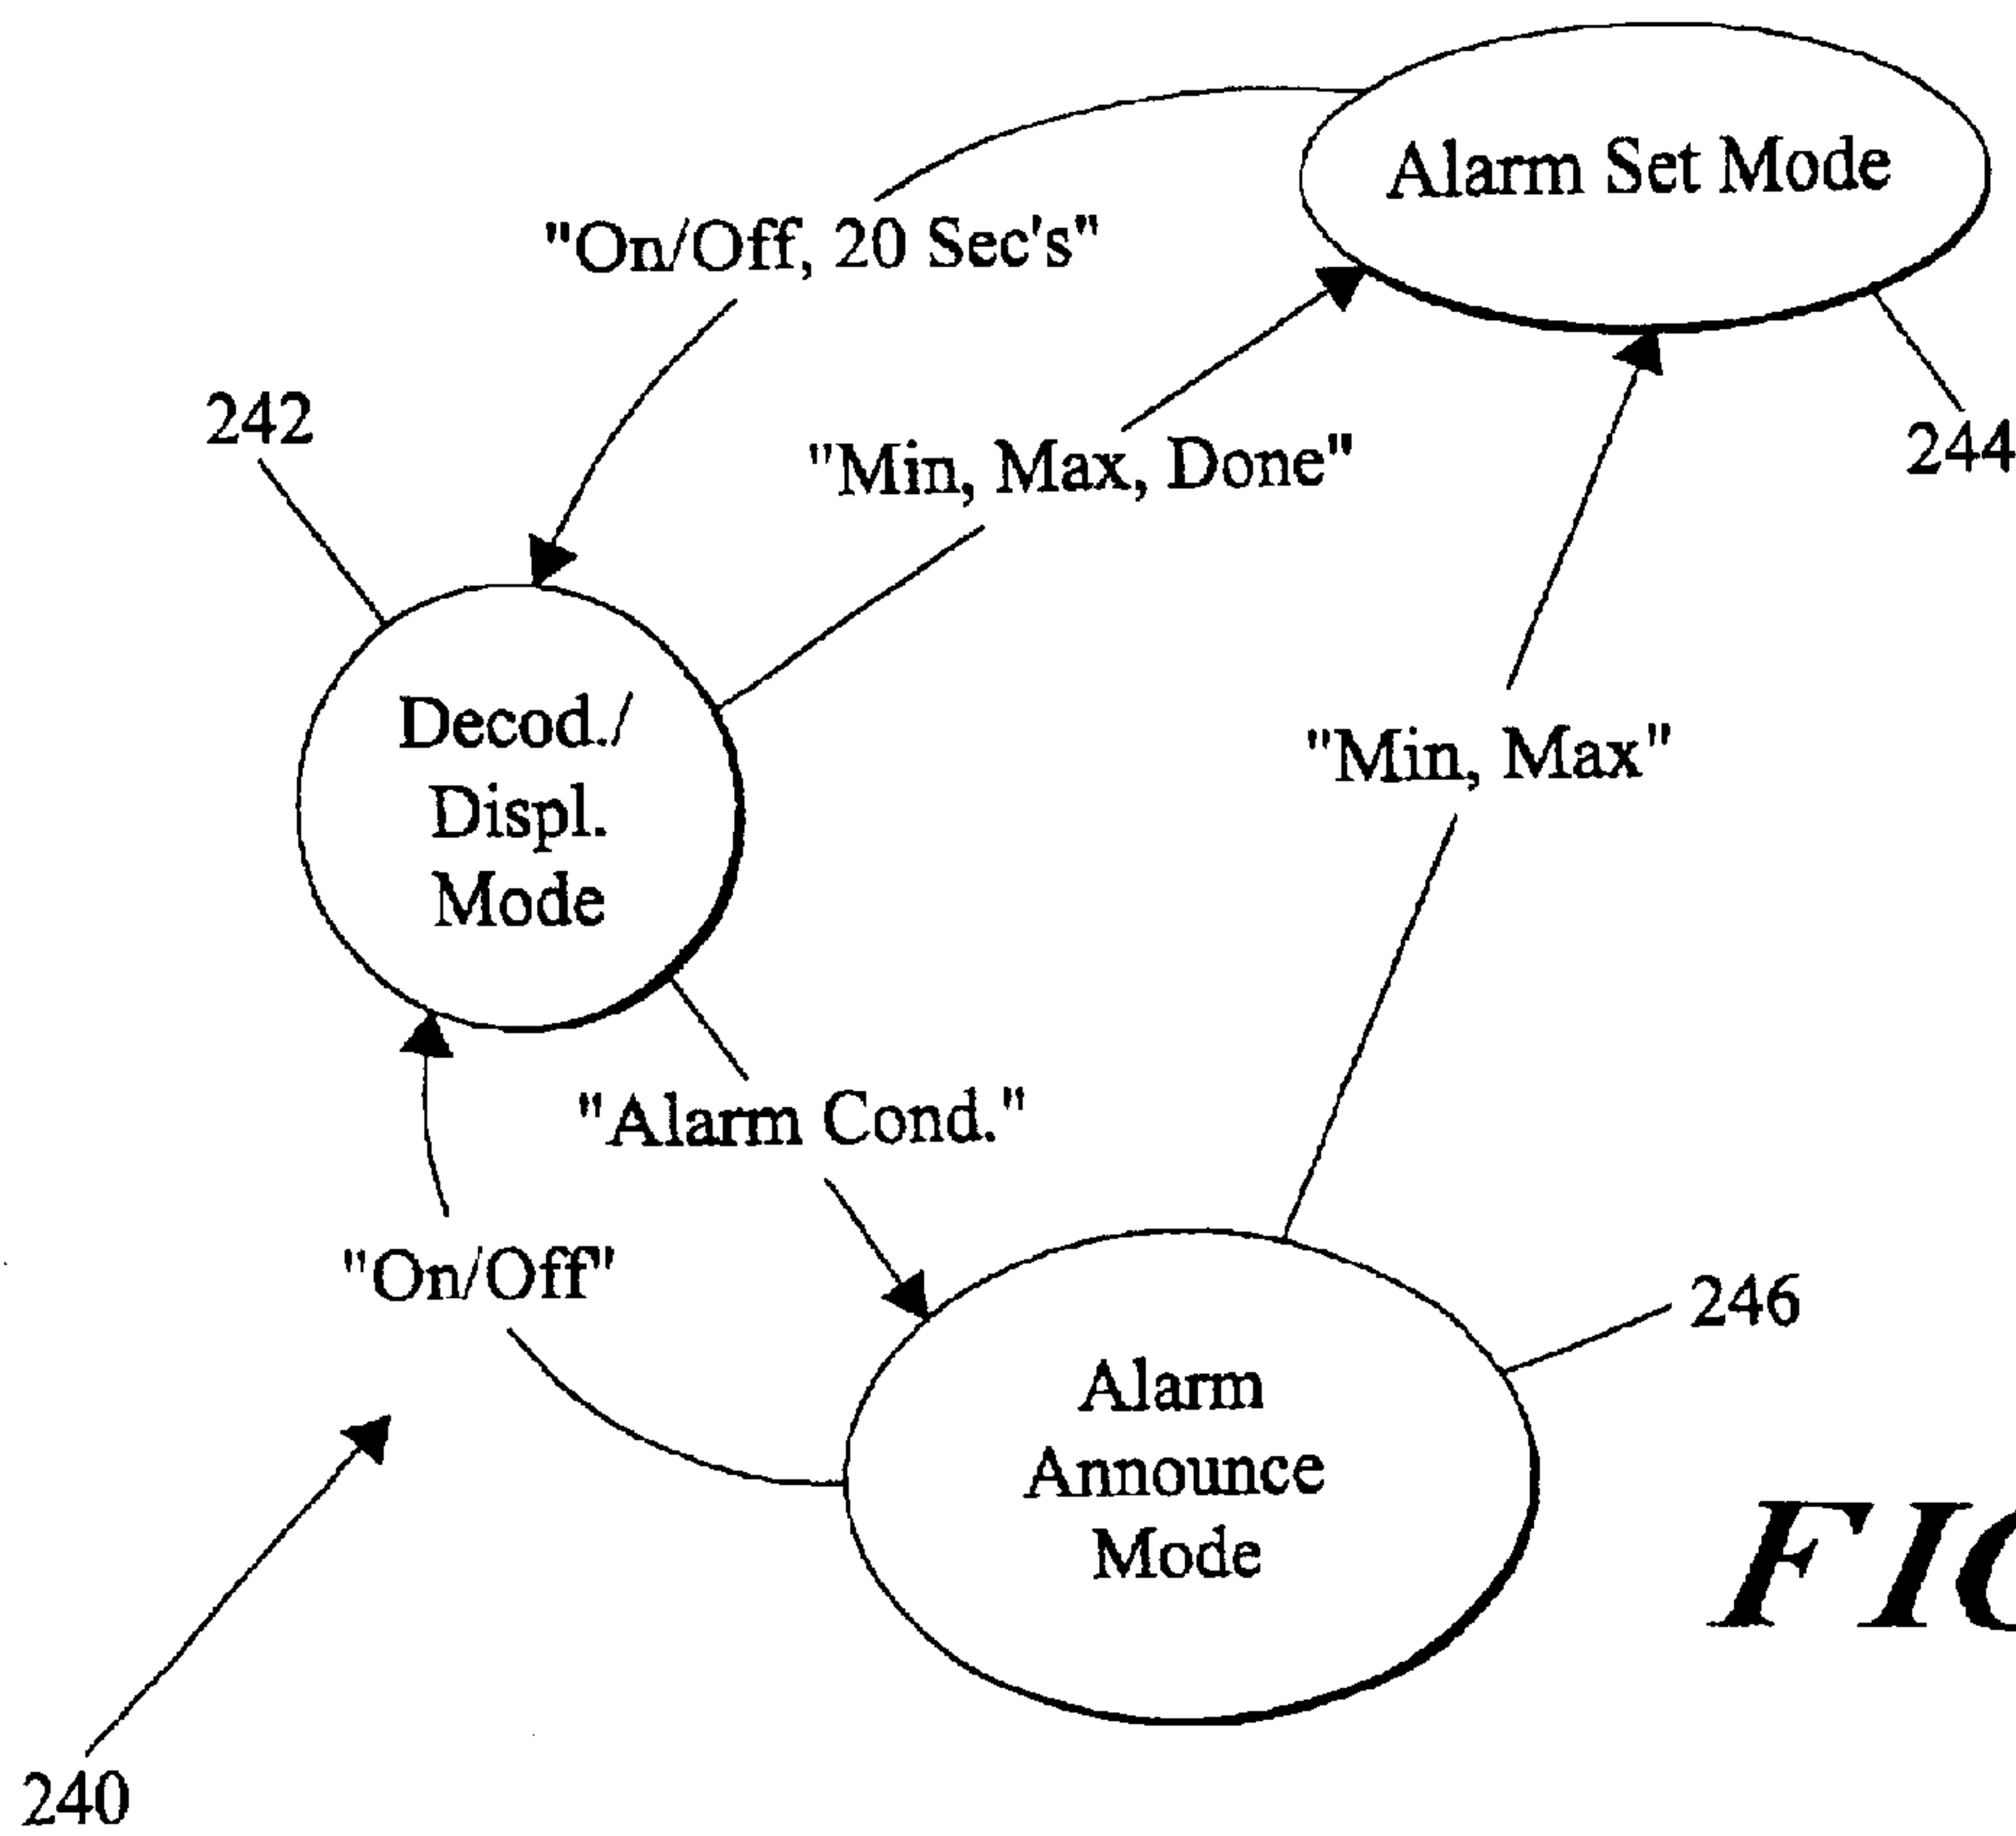 Alarm Set Mode
"On/Off, 20 Sec's"
242
"Min, Max, Done"
244
Decod./
Displ.
Mode
"Min, Max"
"Alarm Cond."
"On/Off"
246
Alarm
Announce
Mode
240